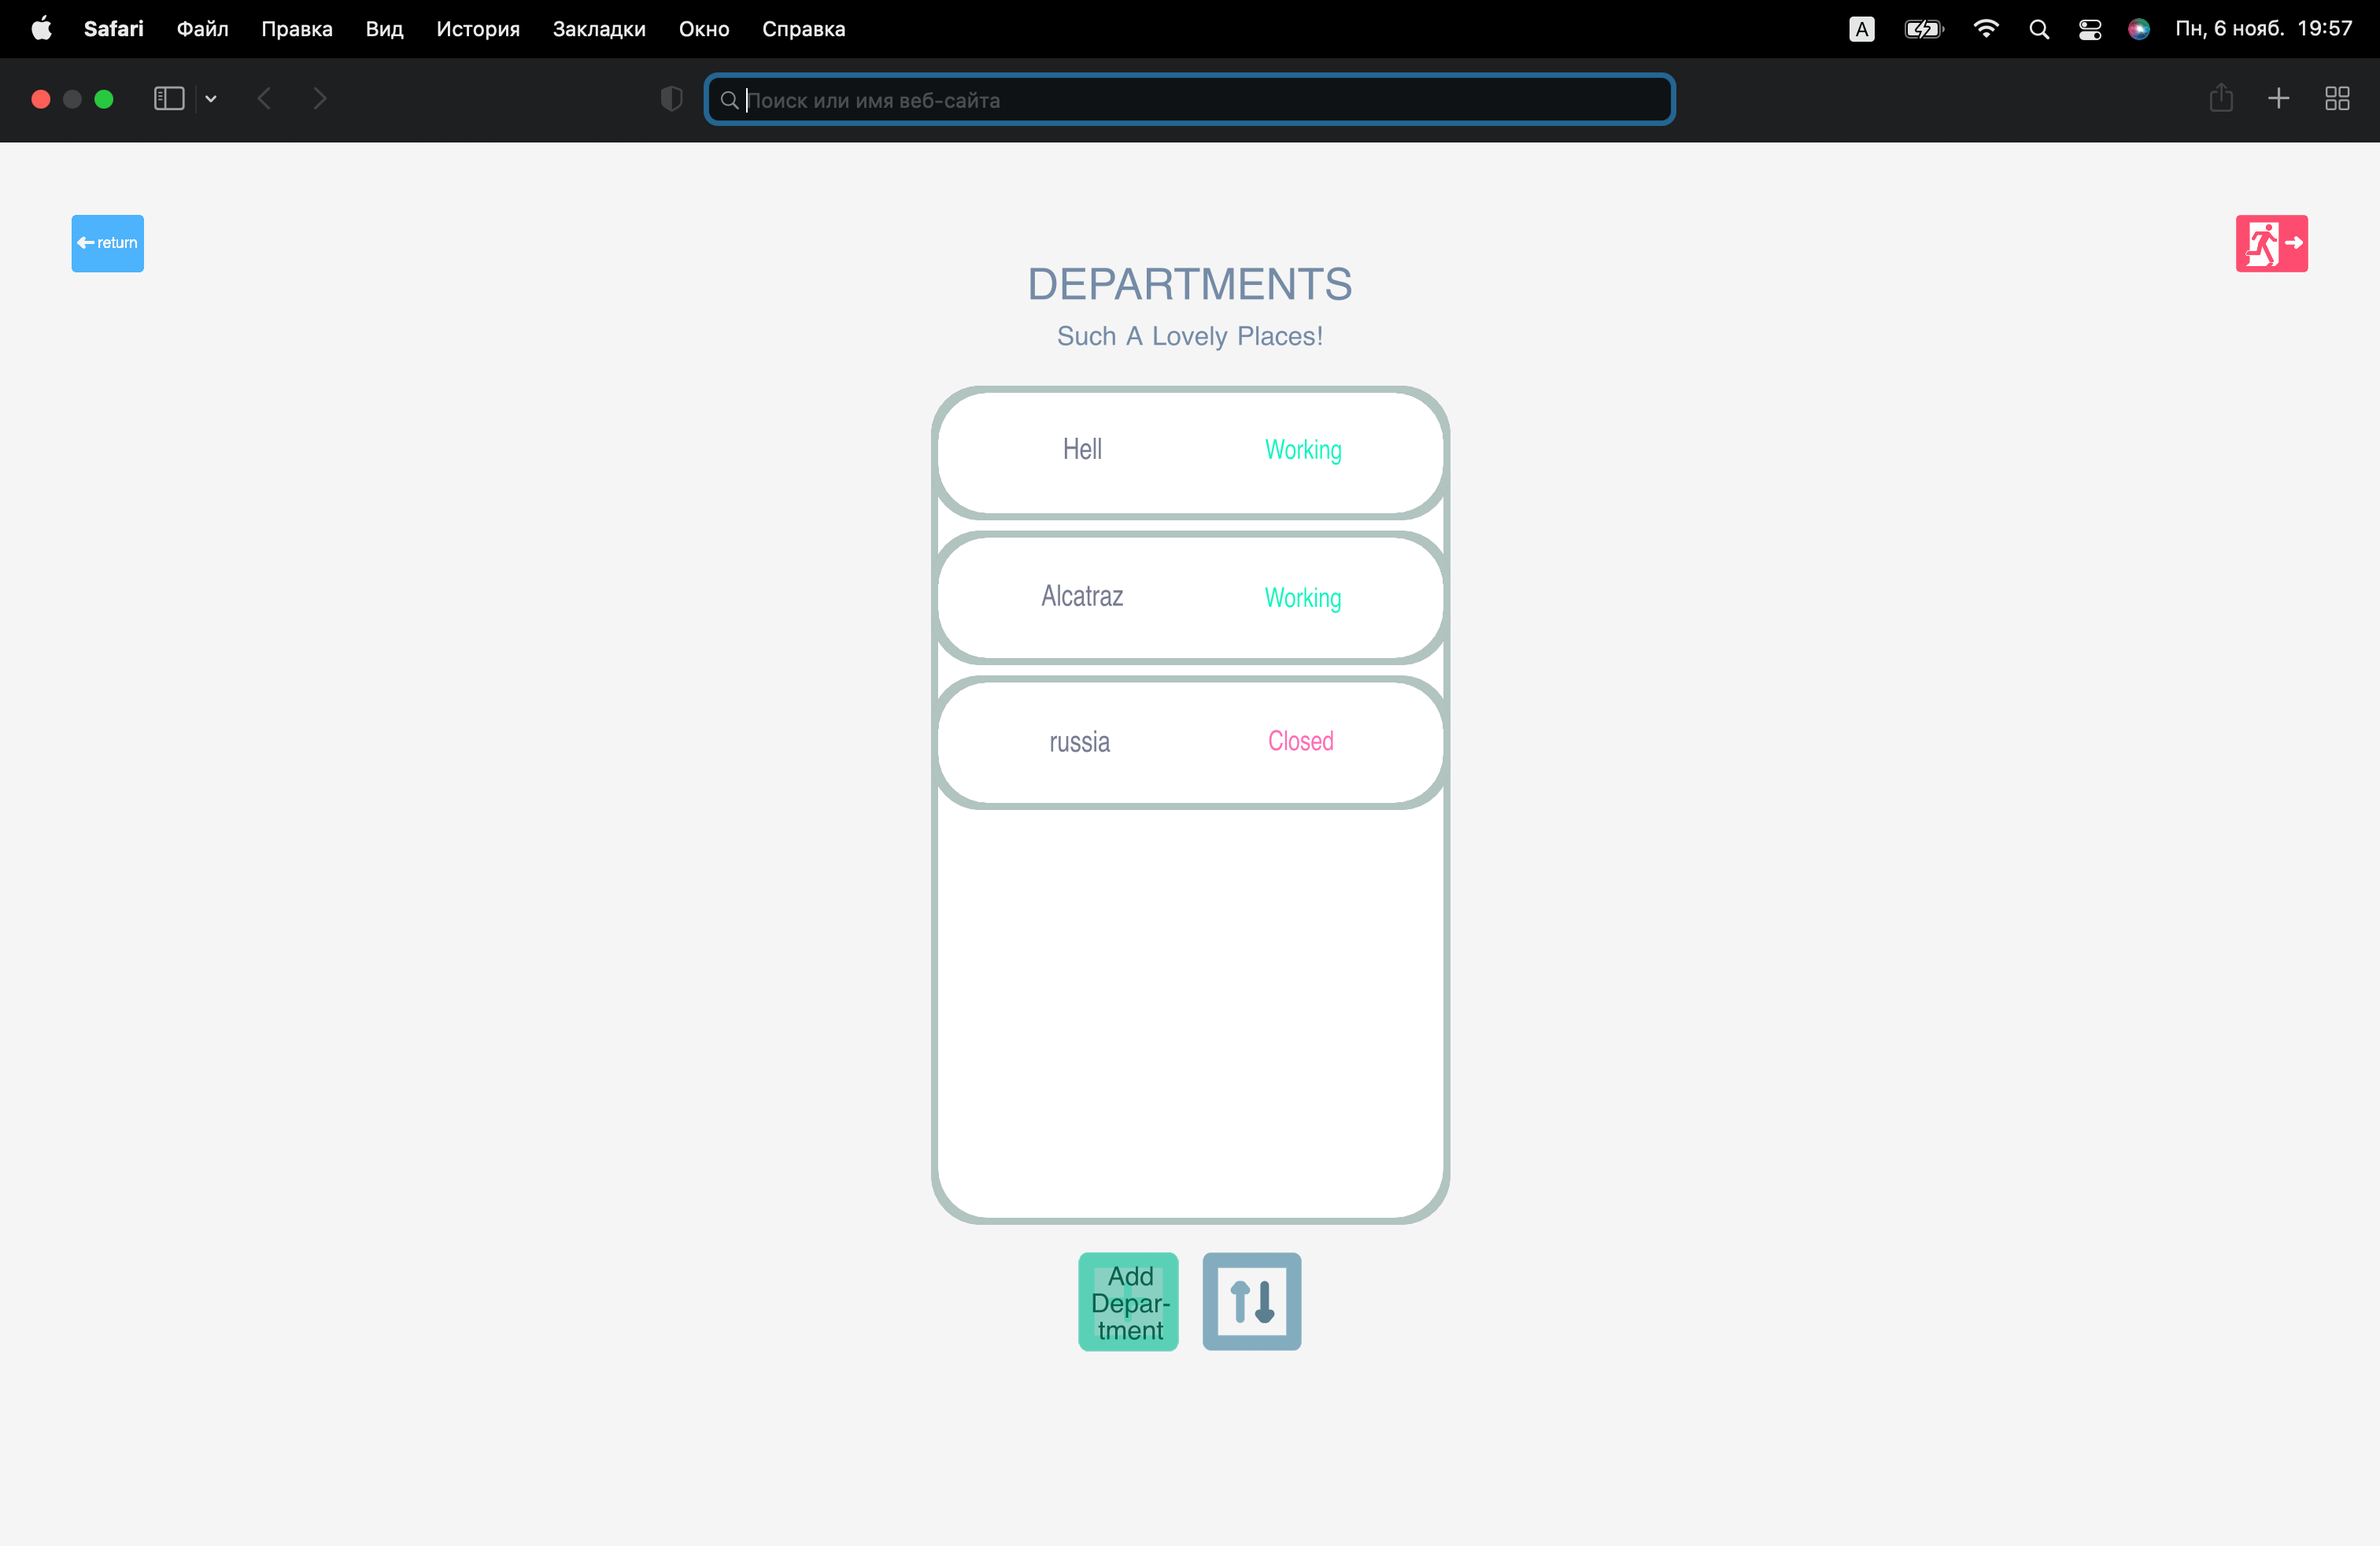 Safari Файл Правка Вид История Закладки Окно Справка A Пн, 6 нояб. 19:57
Поиск или имя веб-сайта
return
DEPARTMENTS
Such A Lovely Places!
Hell Working
Alcatraz Working
russia Closed
Add
Depar-
tment